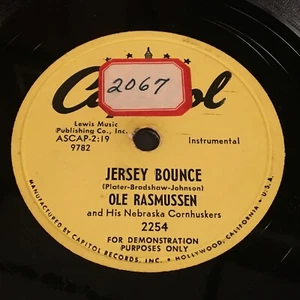 Capitol
2067
Lewis Music
Publishing Co., Inc.
ASCAP-2:19
9782
Instrumental
JERSEY BOUNCE
(Plater-Bradshaw-Johnson)
OLE RASMUSSEN
and His Nebraska Cornhuskers
2254
FOR DEMONSTRATION
PURPOSES ONLY
MANUFACTURED BY CAPITOL RECORDS, INC. • HOLLYWOOD, CALIFORNIA • U.S.A.